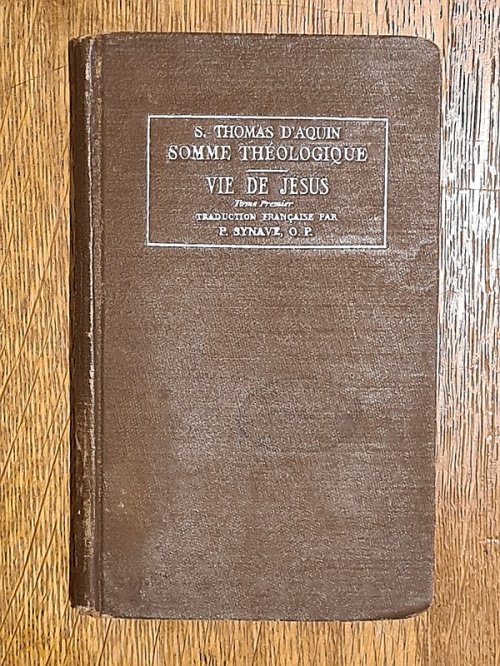 S. THOMAS D'AQUIN
SOMME THÉOLOGIQUE
VIE DE JÉSUS
Tome Premier
TRADUCTION FRANÇAISE PAR
P. SYNAVE, O. P.